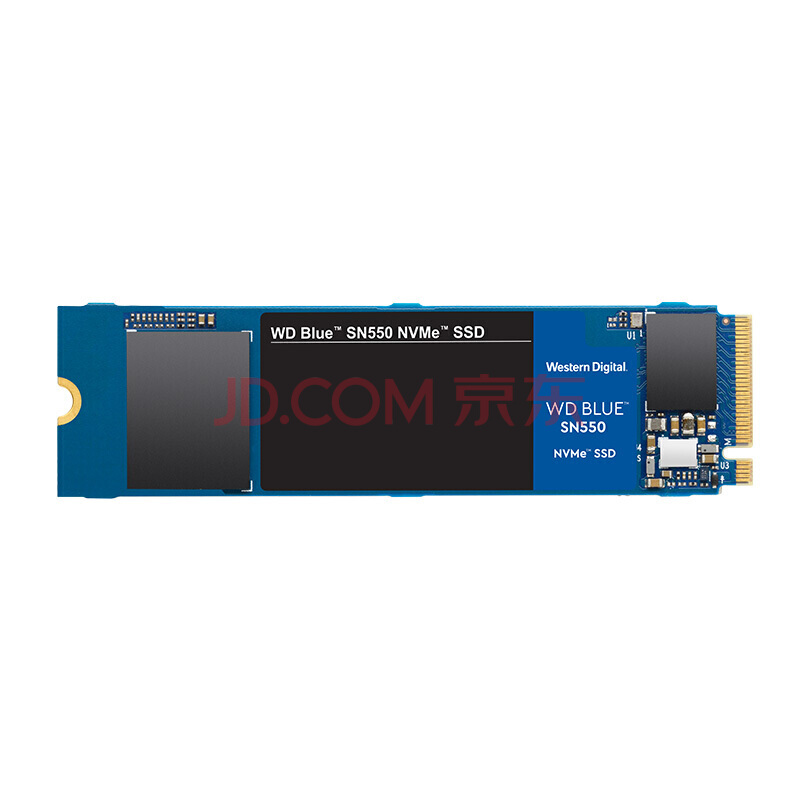 WD Blue™ SN550 NVMe™ SSD
U1
Western Digital.
JD.COM 京东
WD BLUE™
SN550
NVMe™ SSD
M
U3